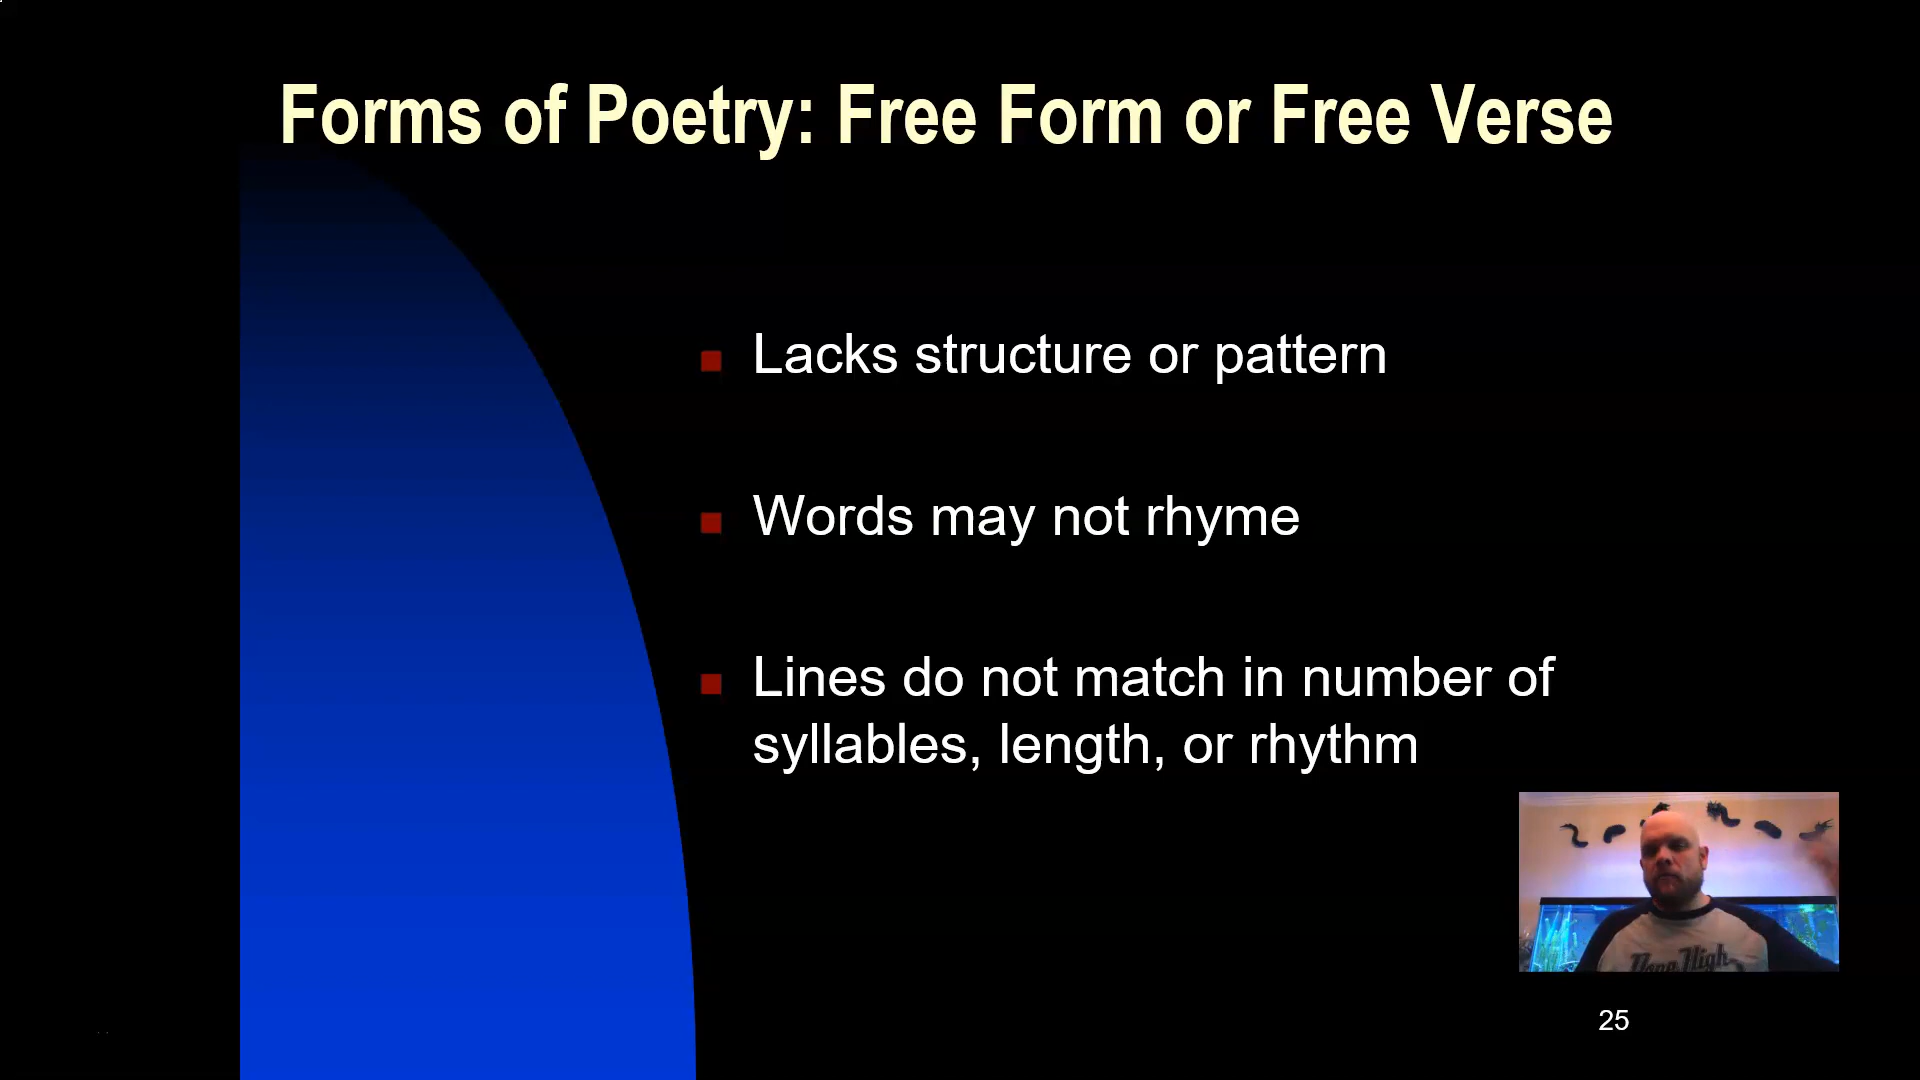 Forms of Poetry: Free Form or Free Verse
Lacks structure or pattern
Words may not rhyme
Lines do not match in number of
syllables, length, or rhythm
High
25